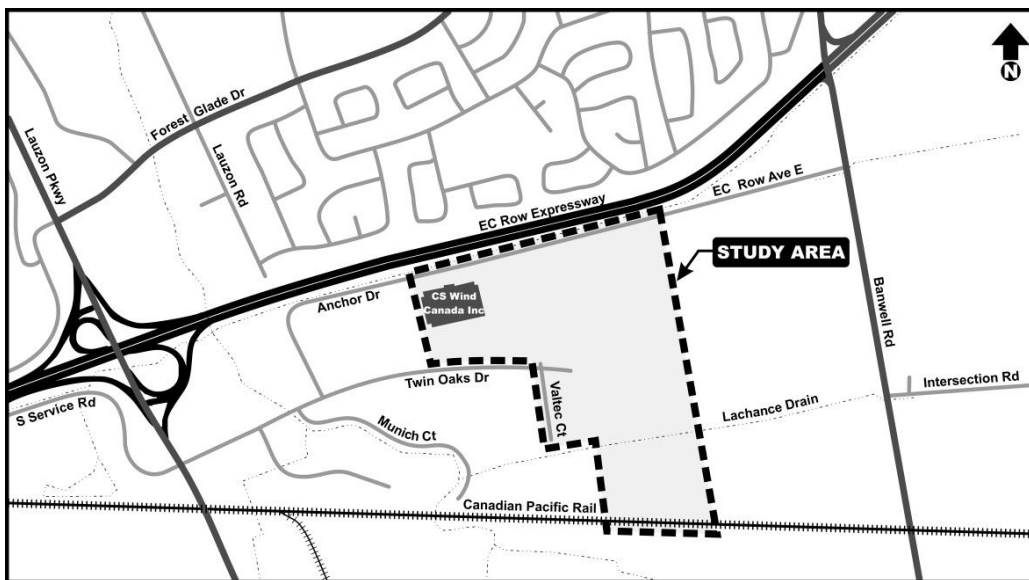 N
Forest Glade Dr
Lauzon Pkwy
Lauzon Rd
EC Row Ave E
EC Row Expressway
STUDY AREA
CS Wind
Canada Inc
Anchor Dr
Banwell Rd
Twin Oaks Dr
Intersection Rd
Valtec Ct
S Service Rd
Munich Ct
Lachance Drain
Canadian Pacific Rail